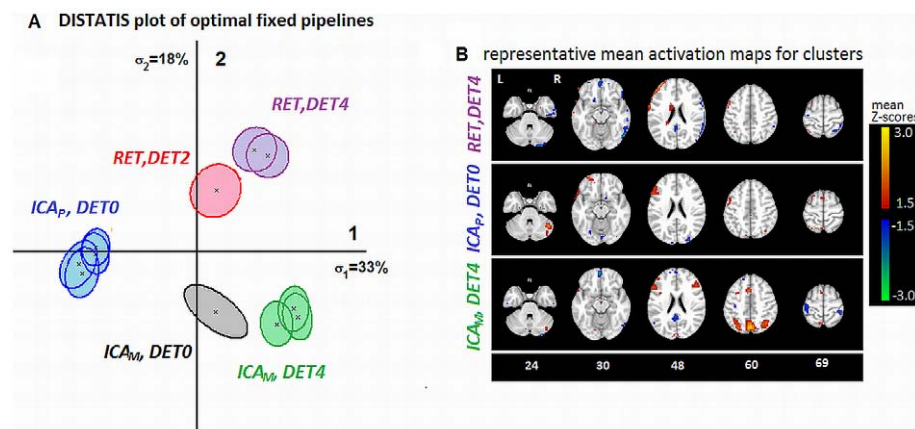 A DISTATIS plot of optimal fixed pipelines
σ₂=18%
2
RET,DET4
RET,DET2
ICAP, DET0
1
σ₁=33%
ICAM, DET0
ICAM, DET4
B representative mean activation maps for clusters
RET,DET4
ICAP, DET0
ICAM, DET4
L R
24 30 48 60 69
mean
Z-scores
3.0
1.5
-1.5
-3.0